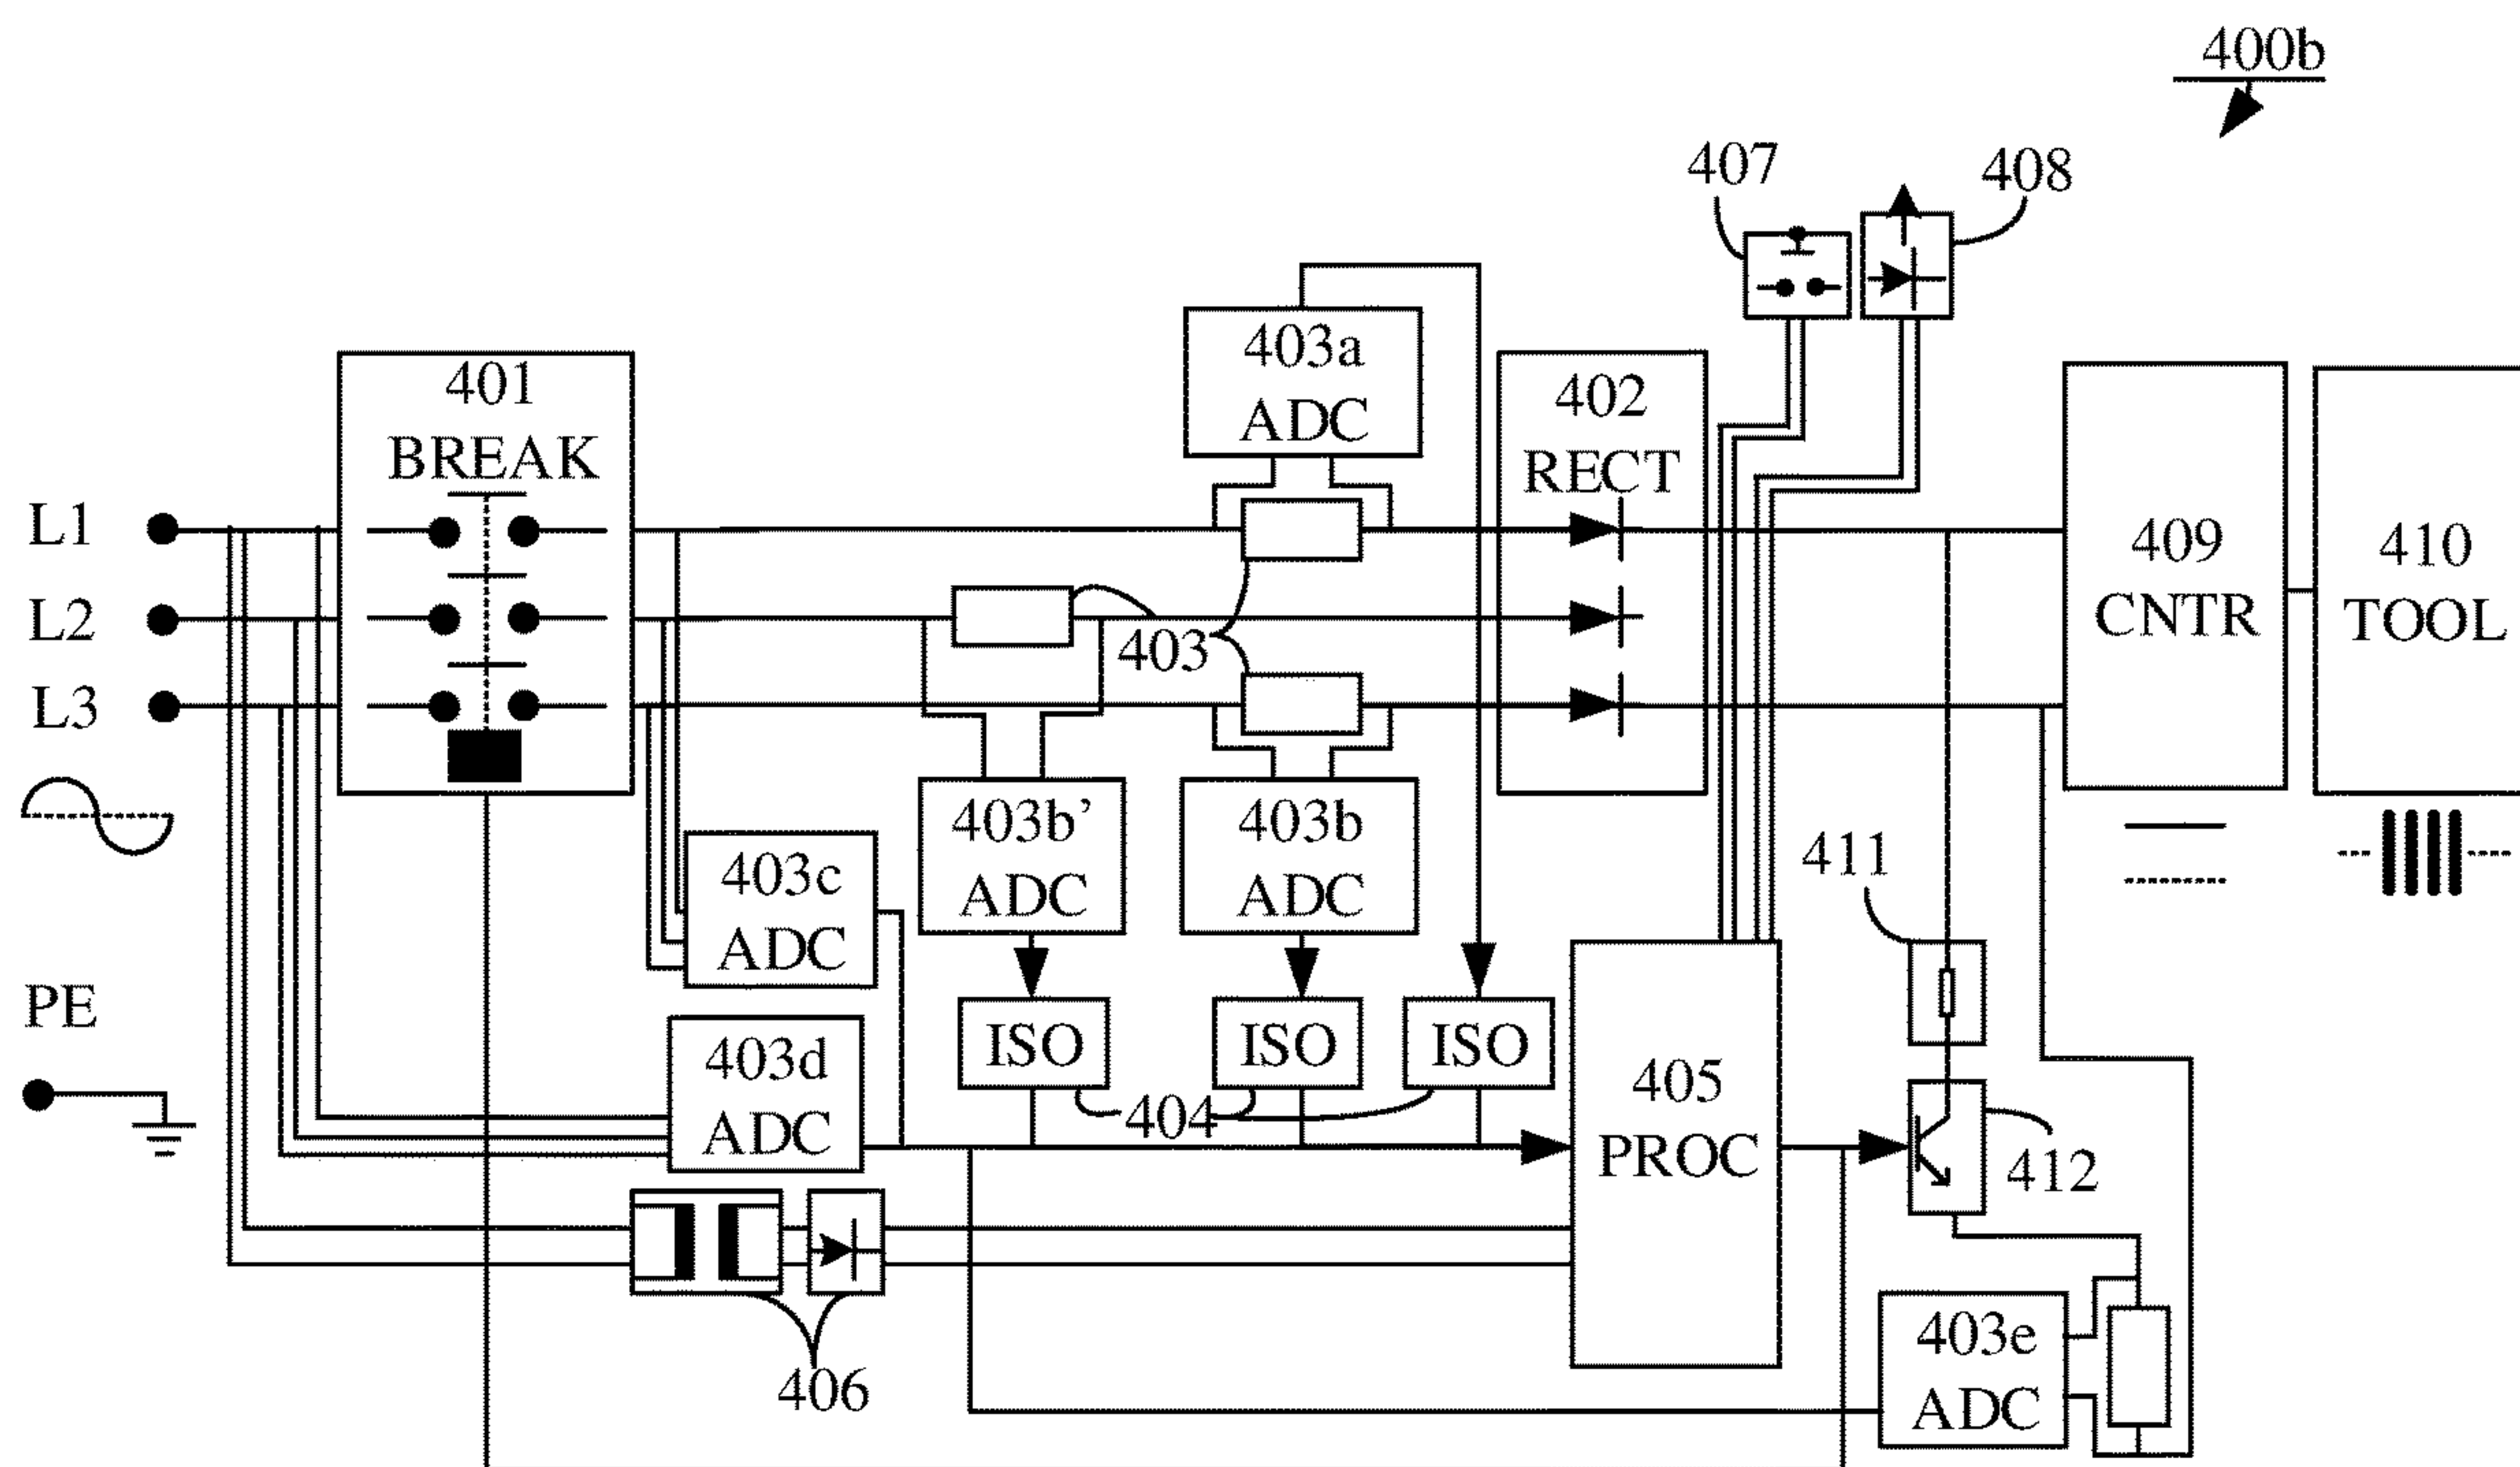 400b
407
408
403a
ADC
401
BREAK
402
RECT
L1
L2
L3
403
409
CNTR
410
TOOL
403b’
ADC
403b
ADC
403c
ADC
411
PE
ISO
ISO
ISO
403d
ADC
404
405
PROC
412
406
403e
ADC